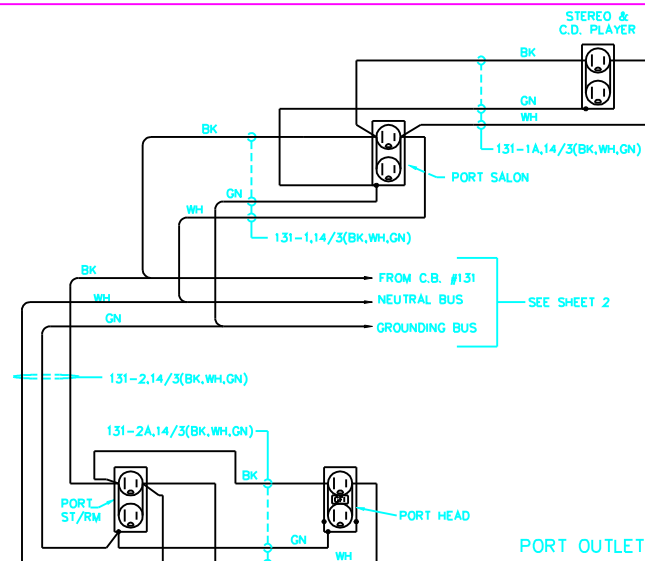 STEREO &
C.D. PLAYER
BK
GN
WH
131-1A,14/3(BK,WH,GN)
BK
PORT SALON
GN
WH
131-1,14/3(BK,WH,GN)
BK
FROM C.B. #131
WH
NEUTRAL BUS
SEE SHEET 2
GN
GROUNDING BUS
131-2,14/3(BK,WH,GN)
131-2A,14/3(BK,WH,GN)
BK
PORT
ST/RM
PORT HEAD
GN
WH
PORT OUTLET